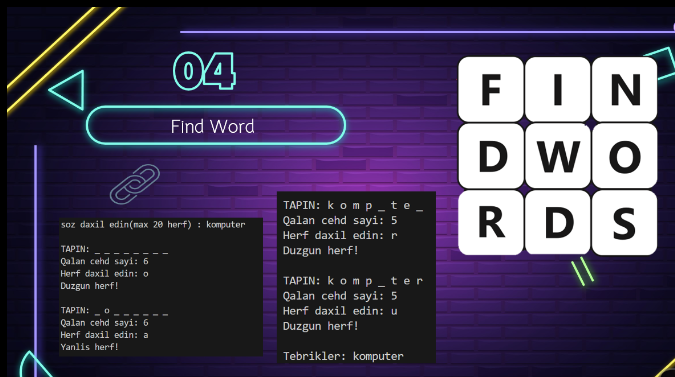 04
Find Word
F I N
D W O
R D S
soz daxil edin(max 20 herf) : komputer
TAPIN: _ _ _ _ _ _ _ _
Qalan cehd sayi: 6
Herf daxil edin: o
Duzgun herf!
TAPIN: _ o _ _ _ _ _ _
Qalan cehd sayi: 6
Herf daxil edin: a
Yanlis herf!
TAPIN: k o m p _ t e _
Qalan cehd sayi: 5
Herf daxil edin: r
Duzgun herf!
TAPIN: k o m p _ t e r
Qalan cehd sayi: 5
Herf daxil edin: u
Duzgun herf!
Tebrikler: komputer